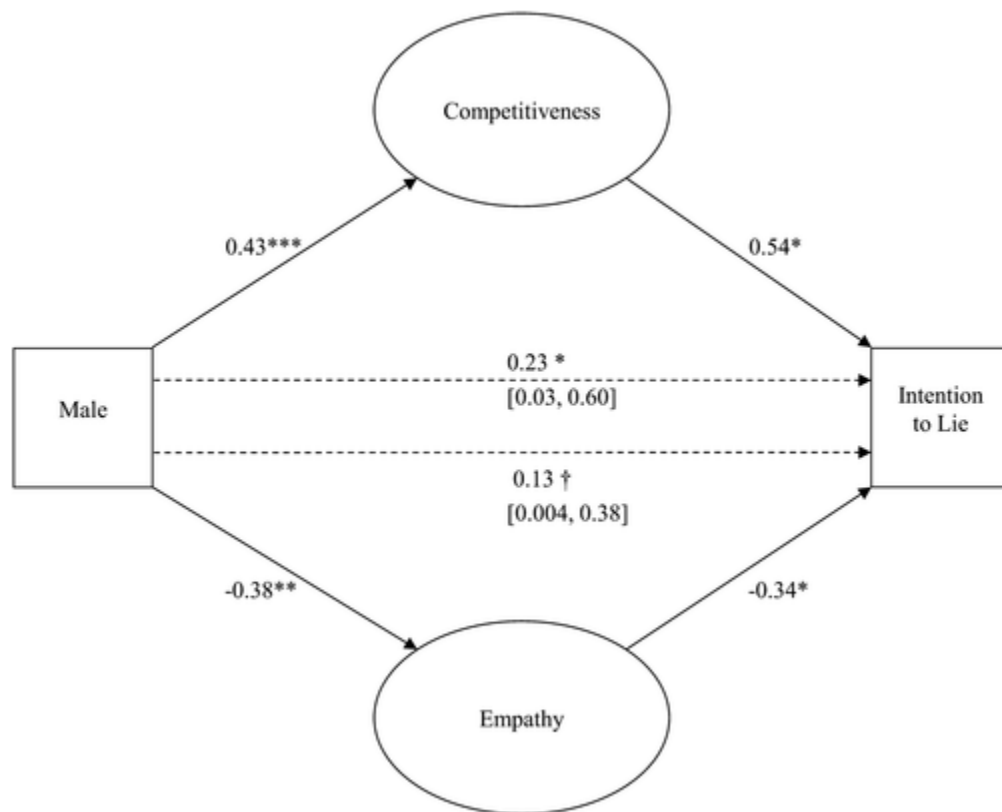 Competitiveness
0.43***
0.54*
0.23 *
[0.03, 0.60]
Male
Intention
to Lie
0.13 †
[0.004, 0.38]
-0.38**
-0.34*
Empathy